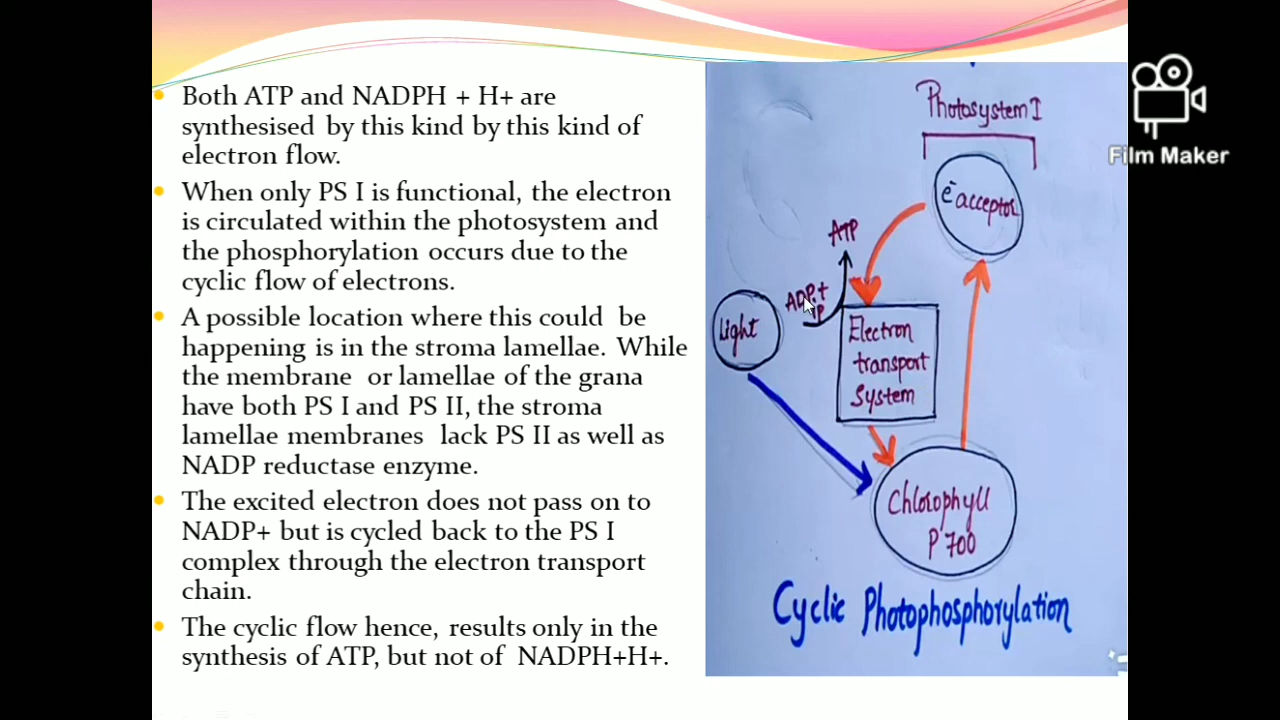 Both ATP and NADPH + H+ are
synthesised by this kind by this kind of
electron flow.
When only PS I is functional, the electron
is circulated within the photosystem and
the phosphorylation occurs due to the
cyclic flow of electrons.
A possible location where this could be
happening is in the stroma lamellae. While
the membrane or lamellae of the grana
have both PS I and PS II, the stroma
lamellae membranes lack PS II as well as
NADP reductase enzyme.
The excited electron does not pass on to
NADP+ but is cycled back to the PS I
complex through the electron transport
chain.
The cyclic flow hence, results only in the
synthesis of ATP, but not of NADPH+H+.
Photosystem I
e- acceptor
ATP
ADP+
iP
Light
Electron
transport
System
Chlorophyll
P 700
Cyclic Photophosphorylation
Film Maker